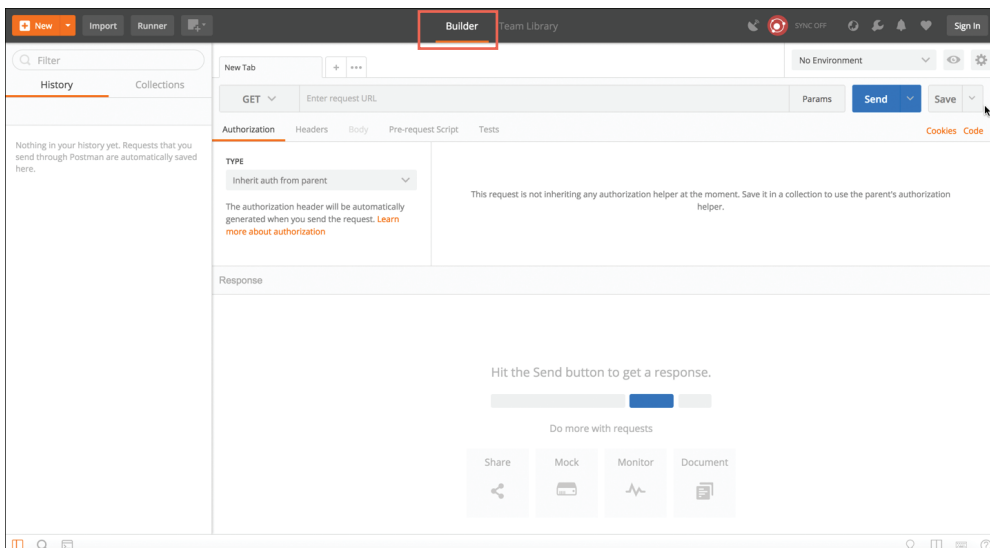 New
Import
Runner
Builder
Team Library
SYNC OFF
Sign In
Filter
History
Collections
Nothing in your history yet. Requests that you
send through Postman are automatically saved
here.
New Tab
No Environment
GET
Enter request URL
Params
Send
Save
Authorization
Headers
Body
Pre-request Script
Tests
Cookies
Code
TYPE
Inherit auth from parent
The authorization header will be automatically
generated when you send the request. Learn
more about authorization
This request is not inheriting any authorization helper at the moment. Save it in a collection to use the parent's authorization
helper.
Response
Hit the Send button to get a response.
Do more with requests
Share
Mock
Monitor
Document